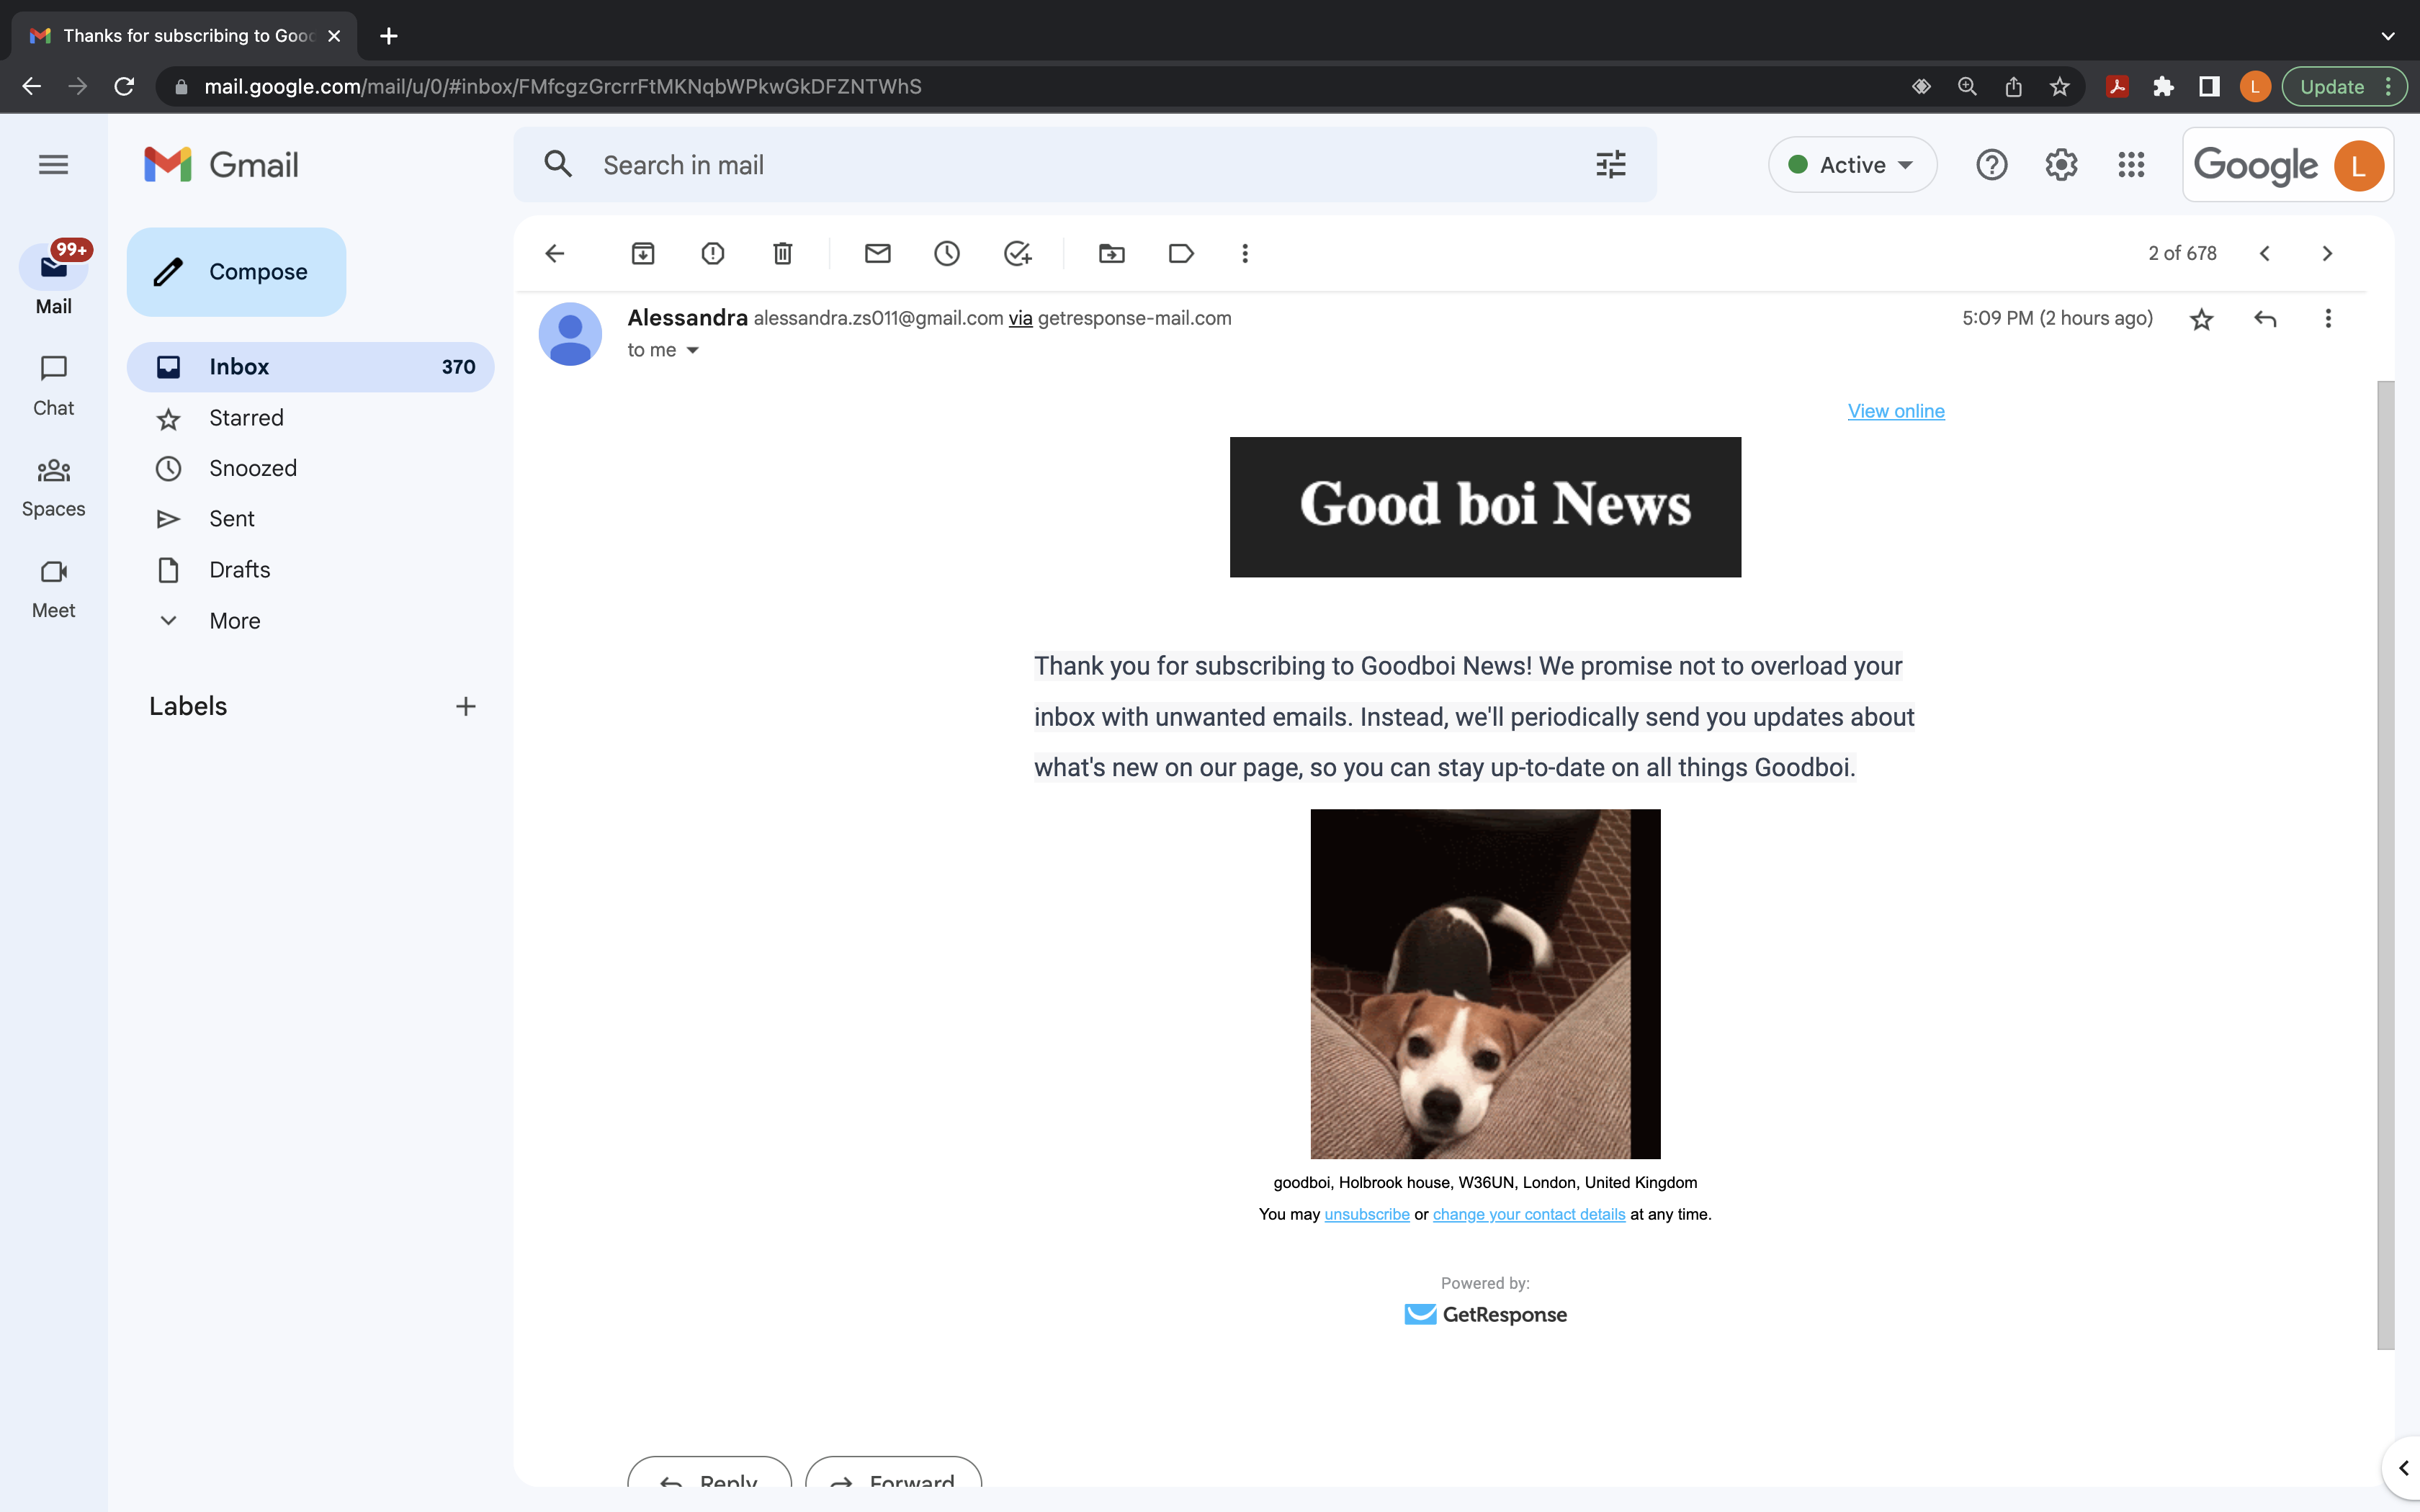 Thanks for subscribing to Goo
mail.google.com/mail/u/0/#inbox/FMfcgzGrcrrFtMKNqbWPkwGkDFZNTWhS
L
Update
Gmail
Search in mail
Active
Google
L
99+
Mail
Chat
Spaces
Meet
Compose
Inbox 370
Starred
Snoozed
Sent
Drafts
More
Labels
2 of 678
Alessandra alessandra.zs011@gmail.com via getresponse-mail.com
5:09 PM (2 hours ago)
to me
View online
Good boi News
Thank you for subscribing to Goodboi News! We promise not to overload your
inbox with unwanted emails. Instead, we'll periodically send you updates about
what's new on our page, so you can stay up-to-date on all things Goodboi.
goodboi, Holbrook house, W36UN, London, United Kingdom
You may unsubscribe or change your contact details at any time.
Powered by:
GetResponse
Reply
Forward